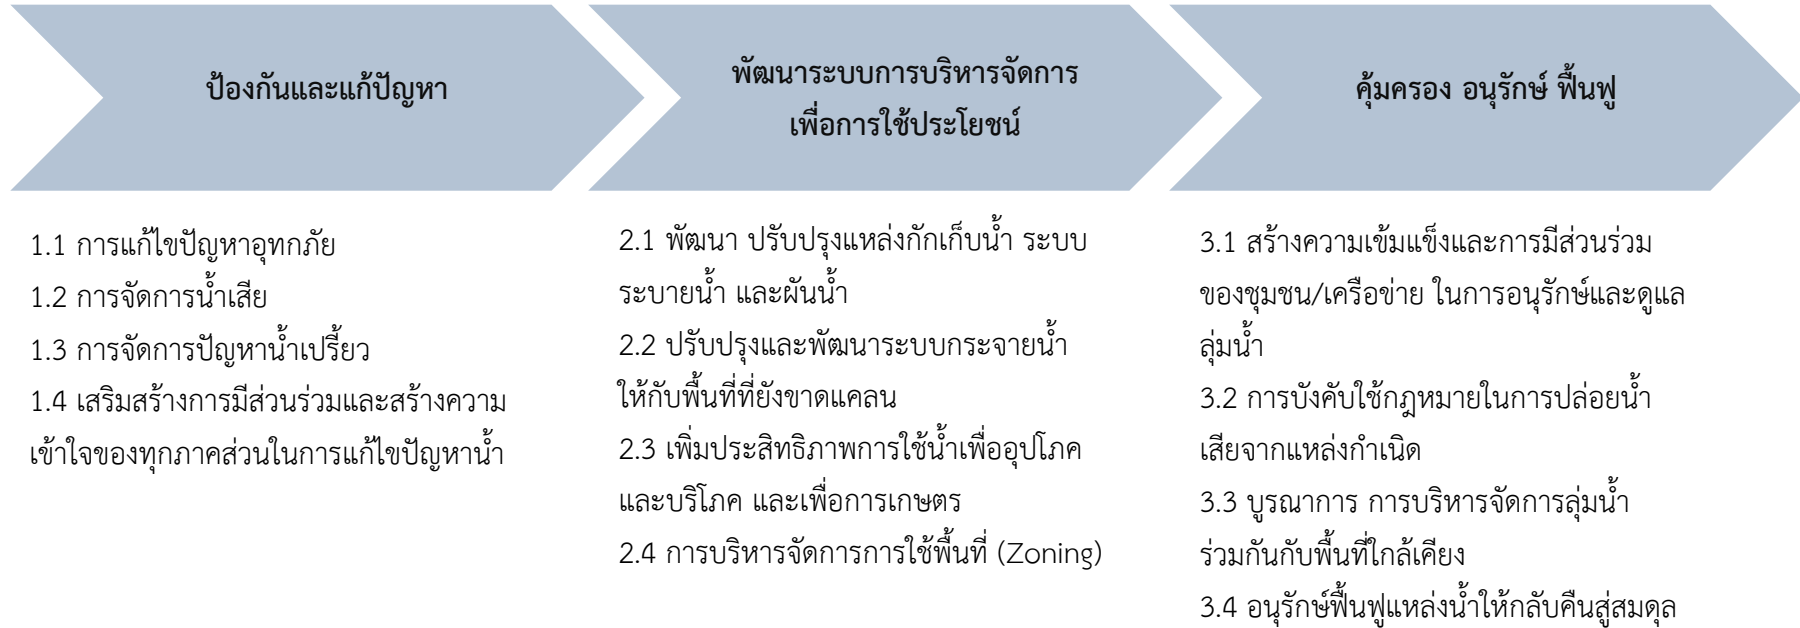 ป้องกันและแก้ปัญหา
1.1 การแก้ไขปัญหาอุทกภัย
1.2 การจัดการน้ำเสีย
1.3 การจัดการปัญหาน้ำเปรี้ยว
1.4 เสริมสร้างการมีส่วนร่วมและสร้างความ
เข้าใจของทุกภาคส่วนในการแก้ไขปัญหาน้ำ
พัฒนาระบบการบริหารจัดการ
เพื่อการใช้ประโยชน์
2.1 พัฒนา ปรับปรุงแหล่งกักเก็บน้ำ ระบบ
ระบายน้ำ และผันน้ำ
2.2 ปรับปรุงและพัฒนาระบบกระจายน้ำ
ให้กับพื้นที่ที่ยังขาดแคลน
2.3 เพิ่มประสิทธิภาพการใช้น้ำเพื่ออุปโภค
และบริโภค และเพื่อการเกษตร
2.4 การบริหารจัดการการใช้พื้นที่ (Zoning)
คุ้มครอง อนุรักษ์ ฟื้นฟู
3.1 สร้างความเข้มแข็งและการมีส่วนร่วม
ของชุมชน/เครือข่าย ในการอนุรักษ์และดูแล
ลุ่มน้ำ
3.2 การบังคับใช้กฎหมายในการปล่อยน้ำ
เสียจากแหล่งกำเนิด
3.3 บูรณาการ การบริหารจัดการลุ่มน้ำ
ร่วมกันกับพื้นที่ใกล้เคียง
3.4 อนุรักษ์ฟื้นฟูแหล่งน้ำให้กลับคืนสู่สมดุล